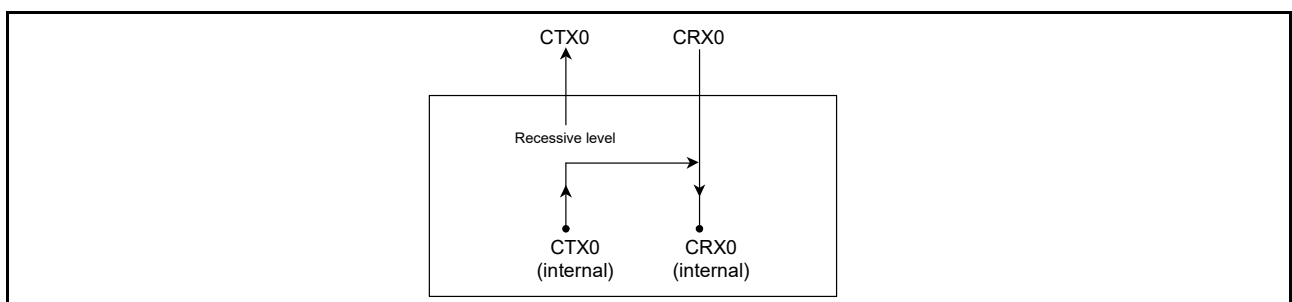 CTX0 CRX0
Recessive level
CTX0 CRX0
(internal) (internal)